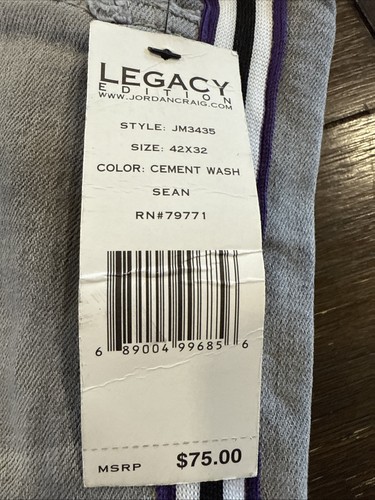 LEGACY
EDITION
WWW.JORDANCRAIG.COM
STYLE: JM3435
SIZE: 42X32
COLOR: CEMENT WASH
SEAN
RN#79771
6 89004 99685 6
MSRP $75.00